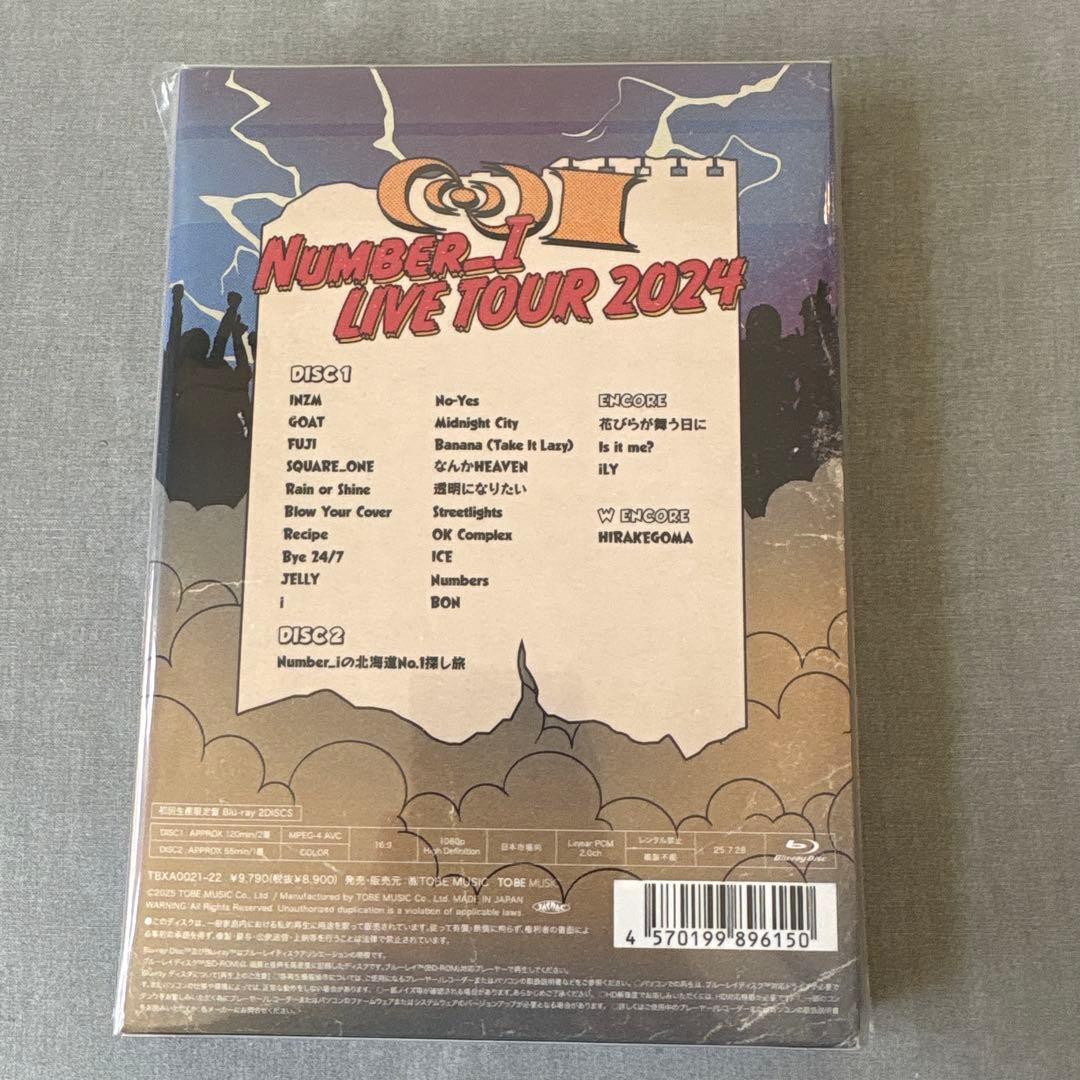 NUMBER_I
LIVE TOUR 2024
DISC 1
INZM
GOAT
FUJI
SQUARE_ONE
Rain or Shine
Blow Your Cover
Recipe
Bye 24/7
JELLY
i
No-Yes
Midnight City
Banana (Take It Lazy)
なんかHEAVEN
透明になりたい
Streetlights
OK Complex
ICE
Numbers
BON
ENCORE
花びらが舞う日に
Is it me?
iLY
W ENCORE
HIRAKEGOMA
DISC 2
Number_iの北海道No.1探し旅
初回生産限定盤 Blu-ray 2DISCS
DISC1 APPROX 120min/2層
DISC2 APPROX 55min/1層
MPEG-4 AVC
COLOR
16:9
1080p
High Definition
日本市場向
Linear PCM
2.0ch
レンタル禁止
複製不能
25.7.28
Blu-ray Disc
TBXA0021-22 ¥9,790(税抜¥8,900) 発売・販売元:㈱TOBE MUSIC TOBE MUSIC
©2025 TOBE MUSIC Co., Ltd. / Manufactured by TOBE MUSIC Co., Ltd. MADE IN JAPAN
WARNING: All Rights Reserved. Unauthorized duplication is a violation of applicable laws.
4 570199 896150